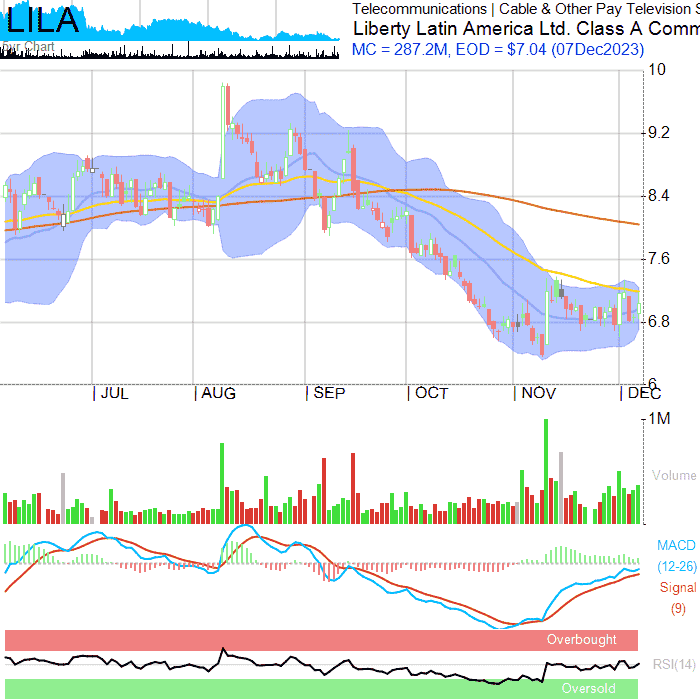 LILA
Telecommunications | Cable & Other Pay Television S
Liberty Latin America Ltd. Class A Comm
MC = 287.2M, EOD = $7.04 (07Dec2023)
Chart
10
9.2
8.4
7.6
6.8
6
JUL AUG SEP OCT NOV DEC
1M
Volume
MACD
(12-26)
Signal
(9)
Overbought
RSI(14)
Oversold